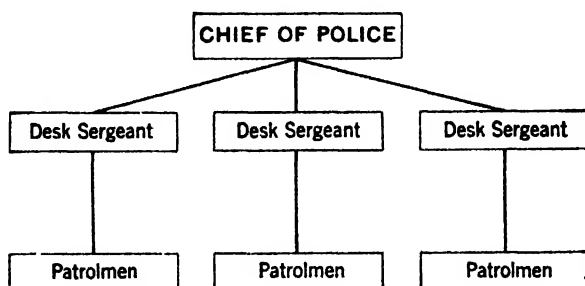 CHIEF OF POLICE
Desk Sergeant Desk Sergeant Desk Sergeant
Patrolmen Patrolmen Patrolmen